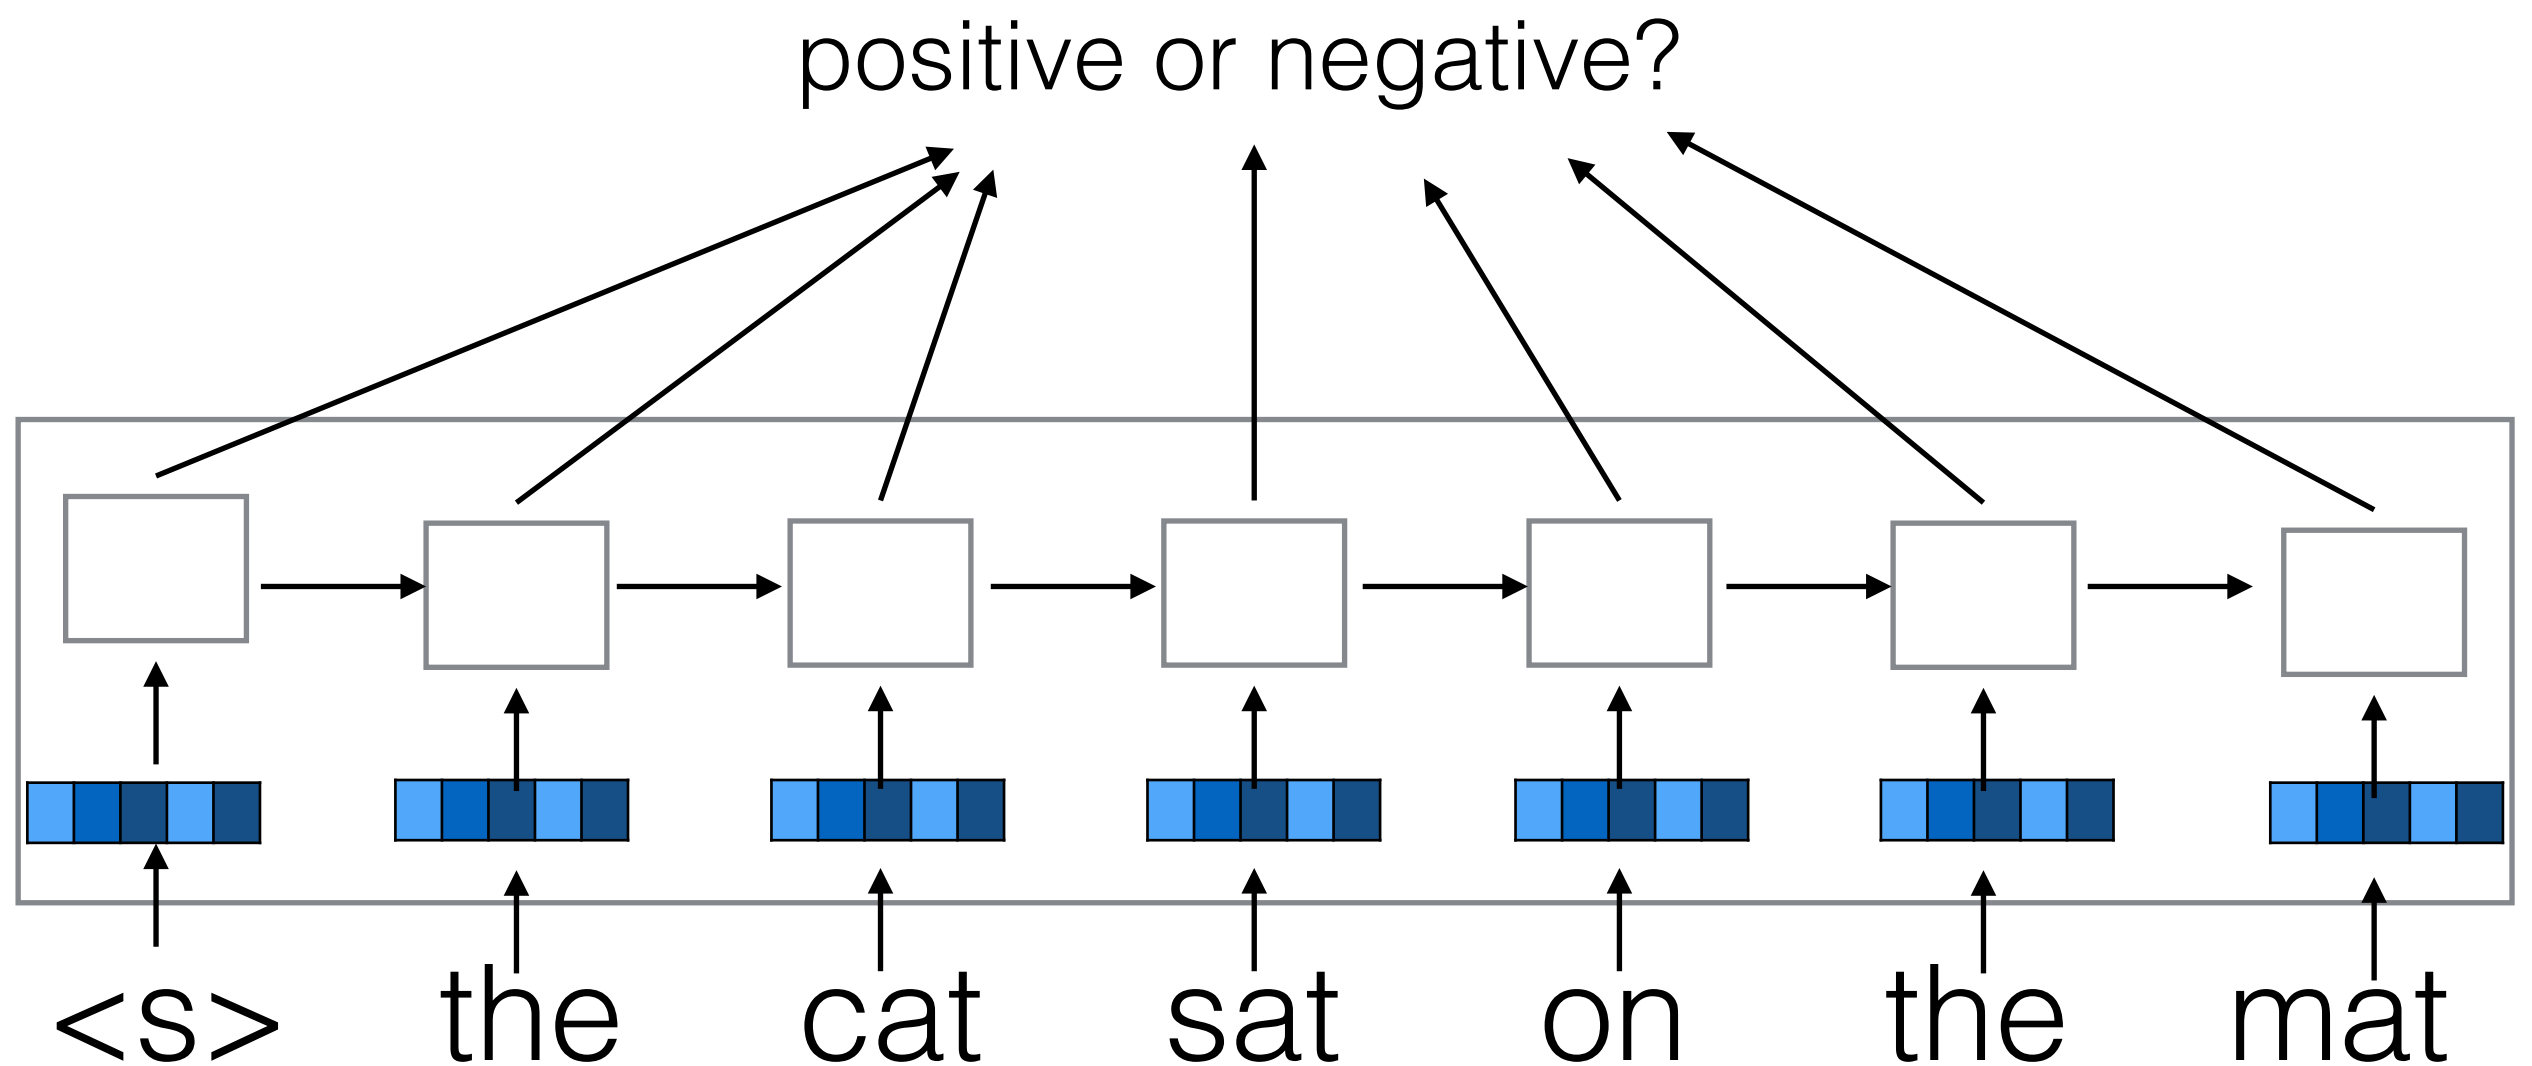 positive or negative?
<s> the cat sat on the mat